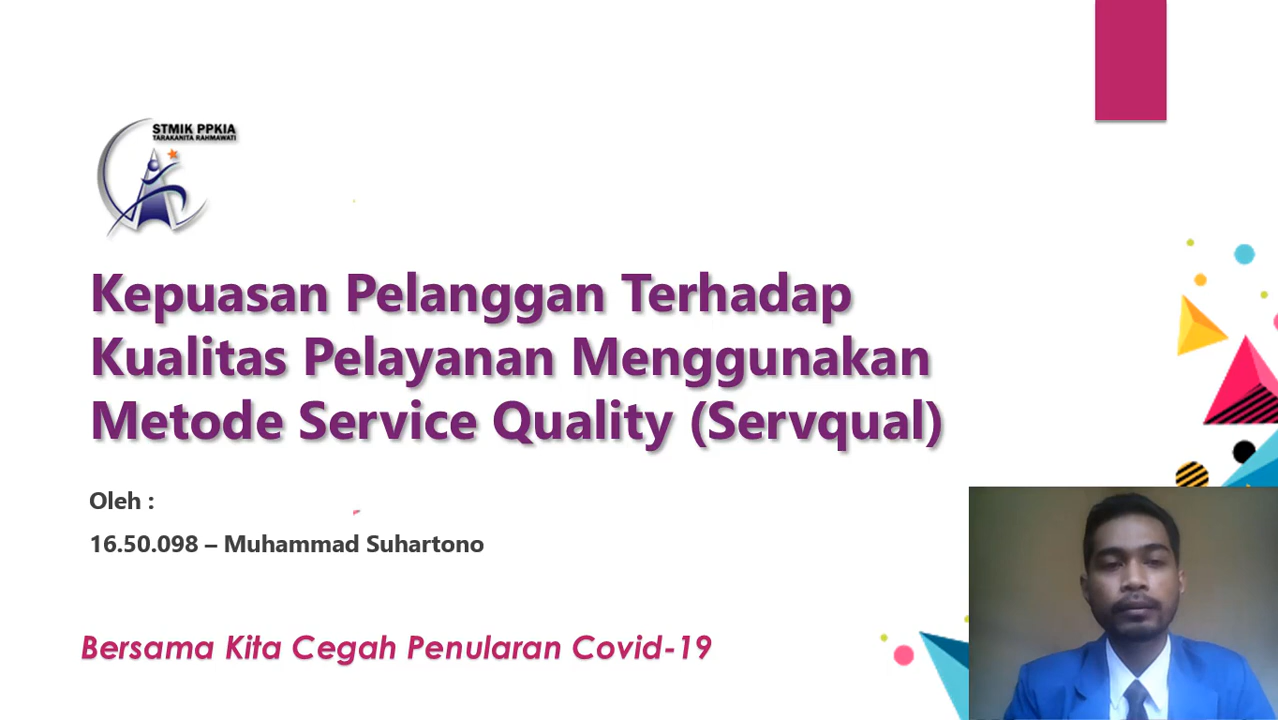 STMIK PPKIA
TARAKANITA RAHMAWATI
Kepuasan Pelanggan Terhadap
Kualitas Pelayanan Menggunakan
Metode Service Quality (Servqual)
Oleh :
16.50.098 – Muhammad Suhartono
Bersama Kita Cegah Penularan Covid-19